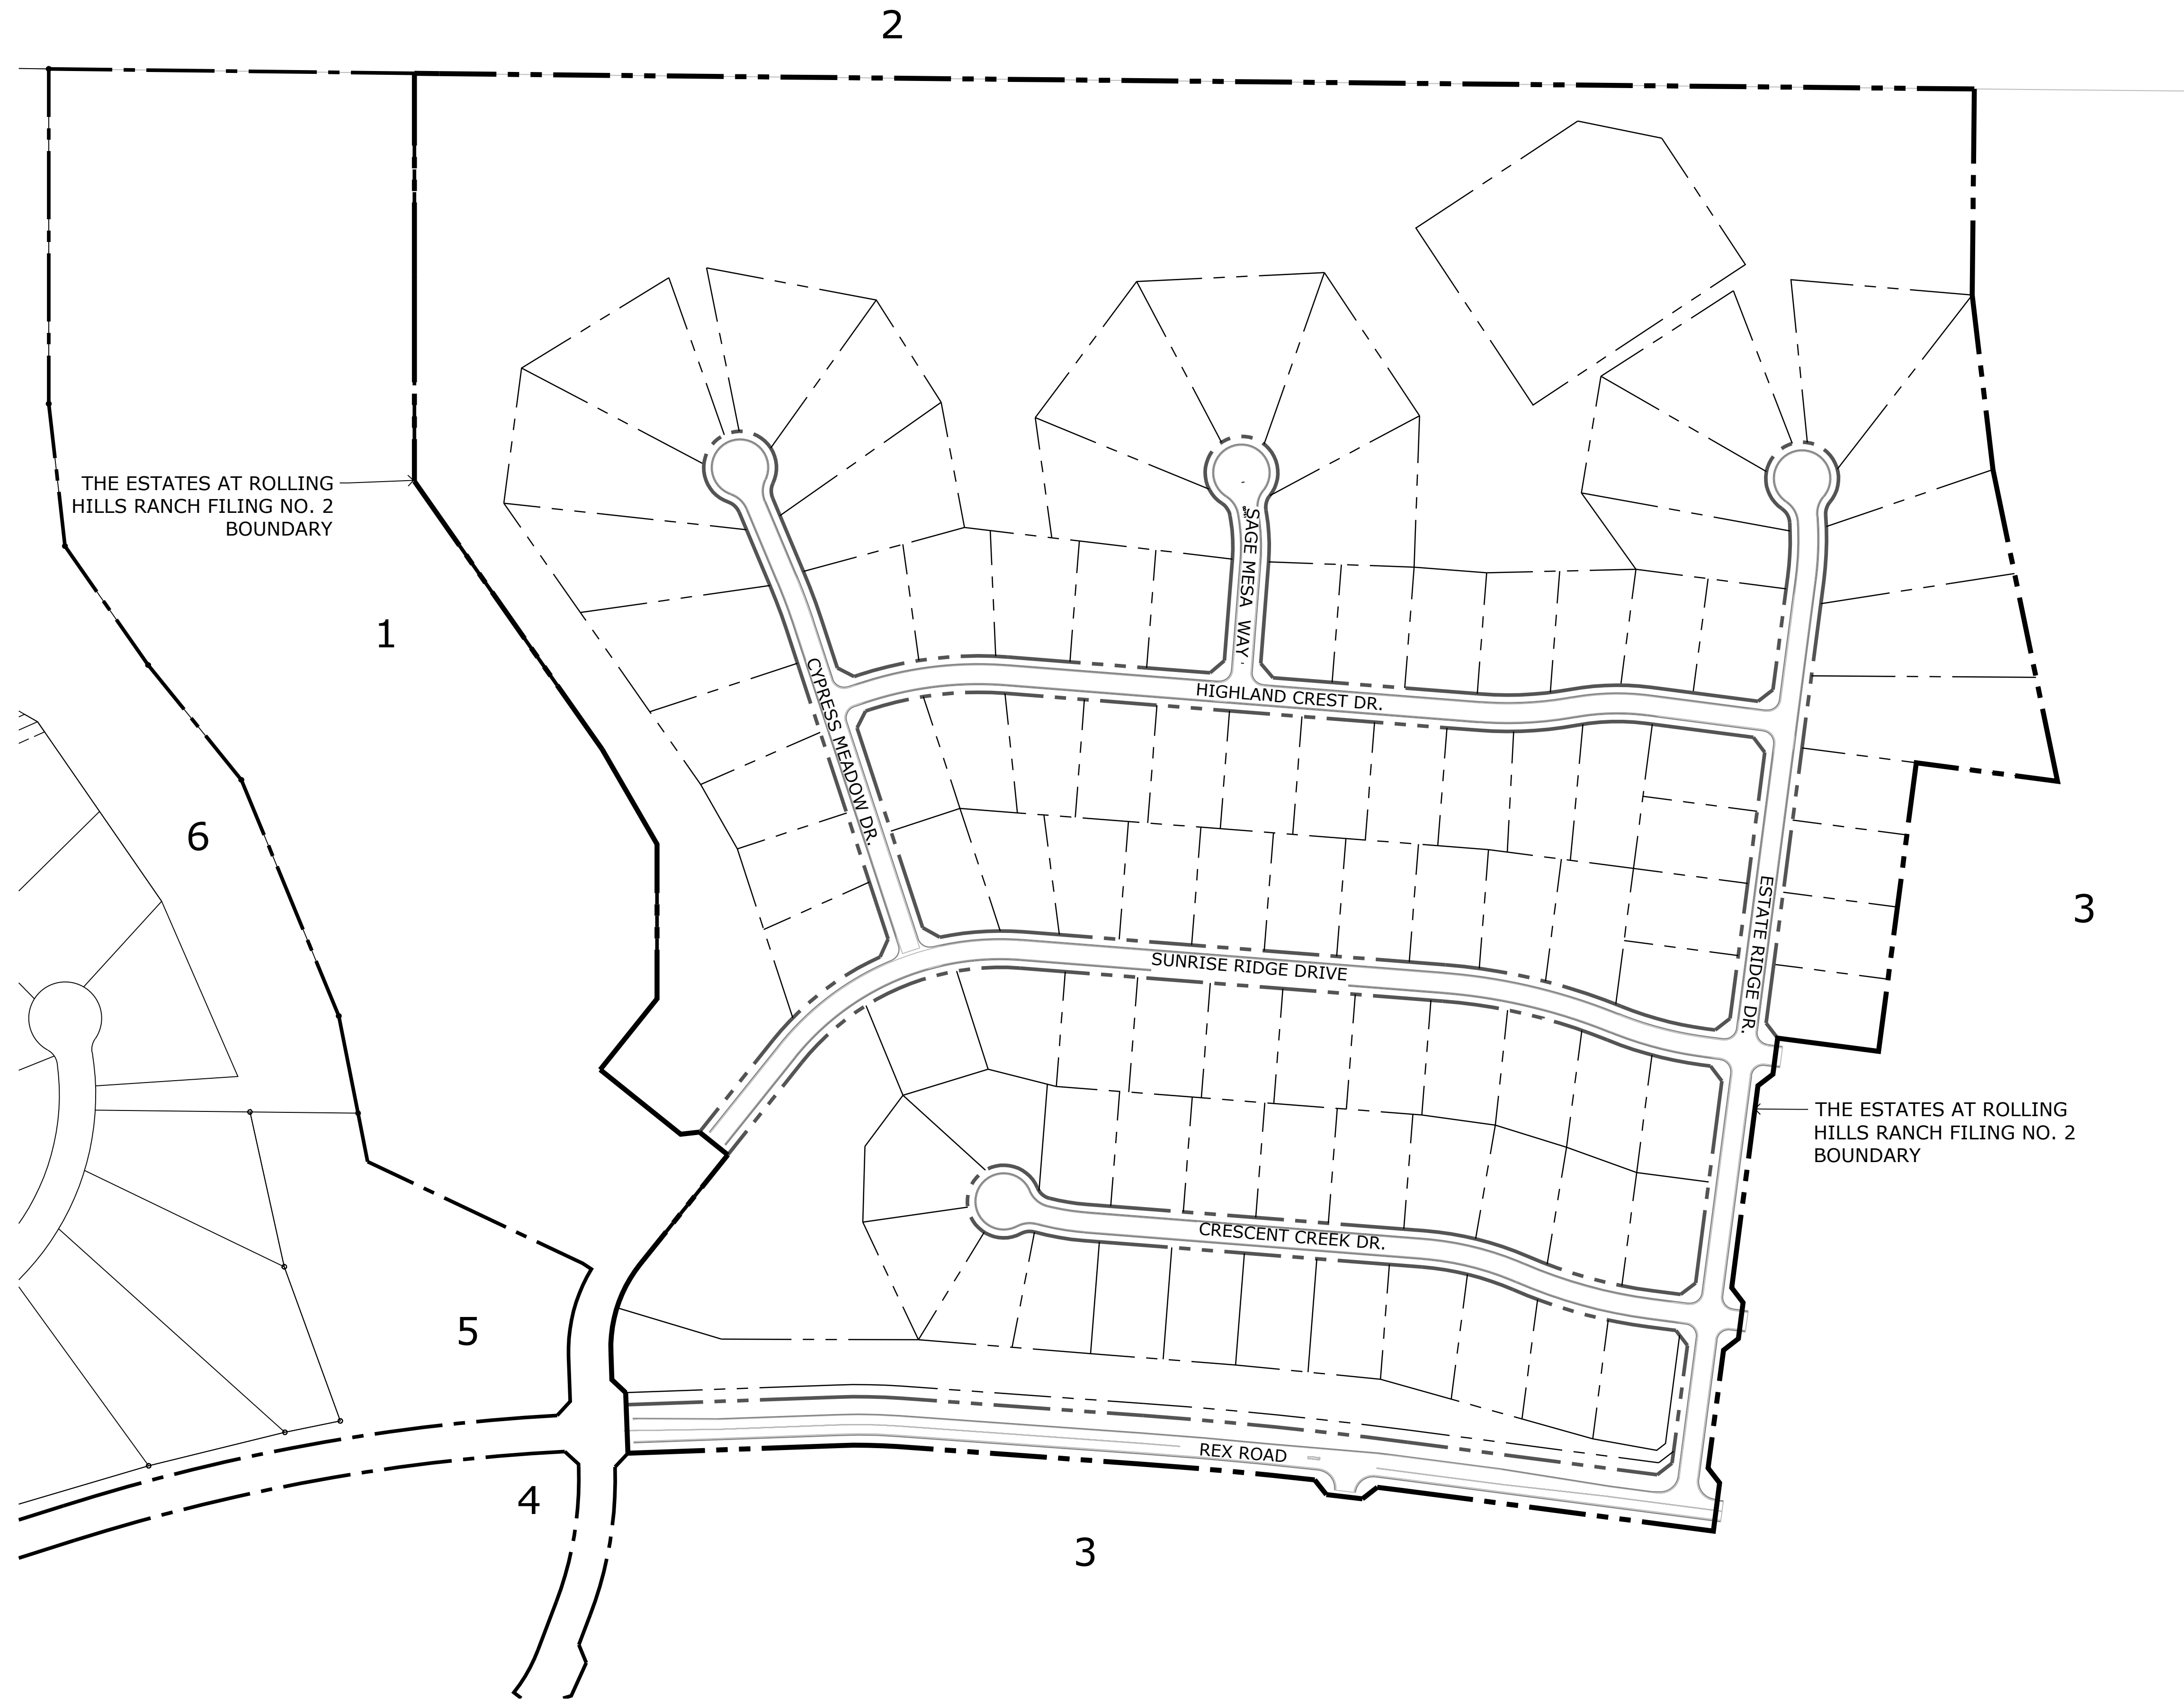 2
THE ESTATES AT ROLLING
HILLS RANCH FILING NO. 2
BOUNDARY
1
SAGE MESA WAY
CYPRESS MEADOW DR.
HIGHLAND CREST DR.
6
ESTATE RIDGE DR.
3
SUNRISE RIDGE DRIVE
THE ESTATES AT ROLLING
HILLS RANCH FILING NO. 2
BOUNDARY
CRESCENT CREEK DR.
5
REX ROAD
4
3